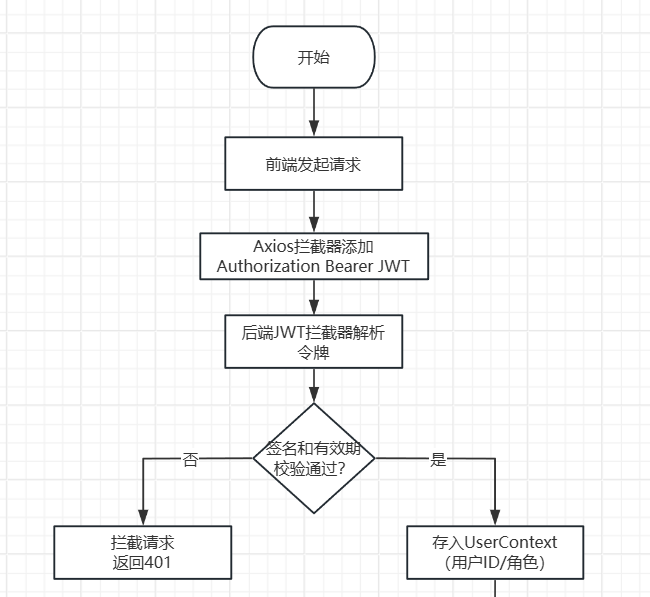 开始
前端发起请求
Axios拦截器添加
Authorization Bearer JWT
后端JWT拦截器解析
令牌
签名和有效期
校验通过？
否
是
拦截请求
返回401
存入UserContext
（用户ID/角色）